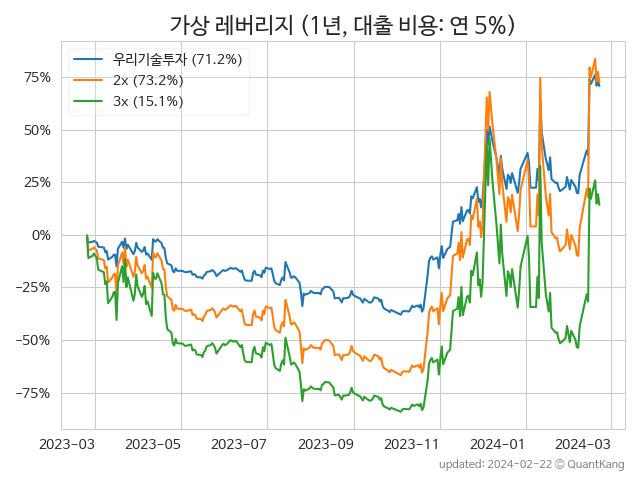 가상 레버리지 (1년, 대출 비용: 연 5%)
우리기술투자 (71.2%)
2x (73.2%)
3x (15.1%)
75%
50%
25%
0%
−25%
−50%
−75%
2023-03 2023-05 2023-07 2023-09 2023-11 2024-01 2024-03
updated: 2024-02-22 © QuantKang